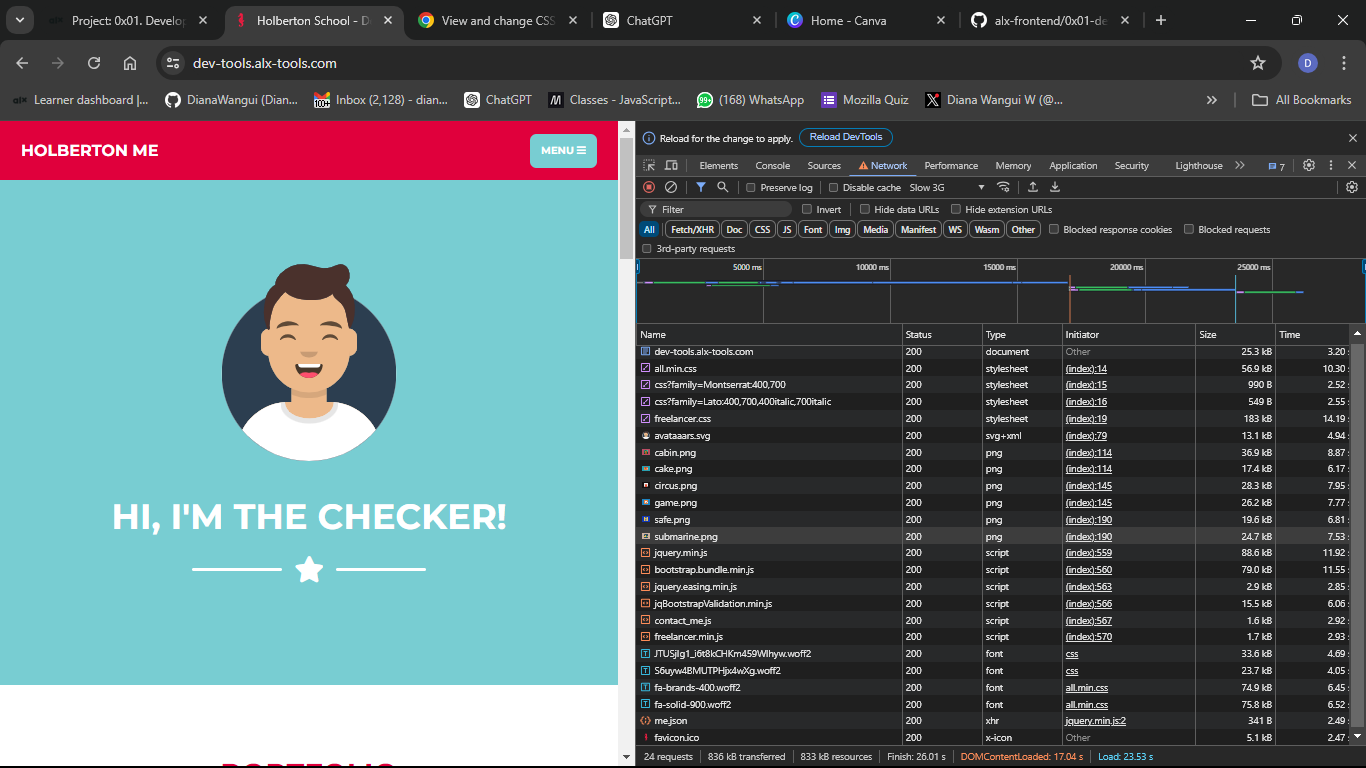 Project: 0x01. Develop
Holberton School - D
View and change CSS
ChatGPT
Home - Canva
alx-frontend/0x01-de
dev-tools.alx-tools.com
D
Learner dashboard |...
DianaWangui (Dian...
100+
Inbox (2,128) - dian...
ChatGPT
Classes - JavaScript...
99+
(168) WhatsApp
Mozilla Quiz
Diana Wangui W (@...
All Bookmarks
HOLBERTON ME
MENU
HI, I'M THE CHECKER!
Reload for the change to apply.
Reload DevTools
Elements Console Sources Network Performance Memory Application Security Lighthouse 7
Preserve log Disable cache Slow 3G
Filter Invert Hide data URLs Hide extension URLs
All Fetch/XHR Doc CSS JS Font Img Media Manifest WS Wasm Other Blocked response cookies Blocked requests
3rd-party requests
5000 ms 10000 ms 15000 ms 20000 ms 25000 ms
Name Status Type Initiator Size Time
dev-tools.alx-tools.com 200 document Other 25.3 kB 3.20
all.min.css 200 stylesheet (index):14 56.9 kB 10.30
css?family=Montserrat:400,700 200 stylesheet (index):15 990 B 2.52
css?family=Lato:400,700,400italic,700italic 200 stylesheet (index):16 549 B 2.55
freelancer.css 200 stylesheet (index):19 183 kB 14.19
avataaars.svg 200 svg+xml (index):79 13.1 kB 4.94
cabin.png 200 png (index):114 36.9 kB 8.87
cake.png 200 png (index):114 17.4 kB 6.17
circus.png 200 png (index):145 28.3 kB 7.95
game.png 200 png (index):145 26.2 kB 7.77
safe.png 200 png (index):190 19.6 kB 6.81
submarine.png 200 png (index):190 24.7 kB 7.53
jquery.min.js 200 script (index):559 88.6 kB 11.92
bootstrap.bundle.min.js 200 script (index):560 79.0 kB 11.55
jquery.easing.min.js 200 script (index):563 2.9 kB 2.85
jqBootstrapValidation.min.js 200 script (index):566 15.5 kB 6.06
contact_me.js 200 script (index):567 1.6 kB 2.92
freelancer.min.js 200 script (index):570 1.7 kB 2.93
JTUSjIg1_i6t8kCHKm459Wlhyw.woff2 200 font css 33.6 kB 4.69
S6uyw4BMUTPHjx4wXg.woff2 200 font css 23.7 kB 4.05
fa-brands-400.woff2 200 font all.min.css 74.9 kB 6.45
fa-solid-900.woff2 200 font all.min.css 75.8 kB 6.52
me.json 200 xhr jquery.min.js:2 341 B 2.49
favicon.ico 200 x-icon Other 5.1 kB 2.47
24 requests 836 kB transferred 833 kB resources Finish: 26.01 s DOMContentLoaded: 17.04 s Load: 23.53 s